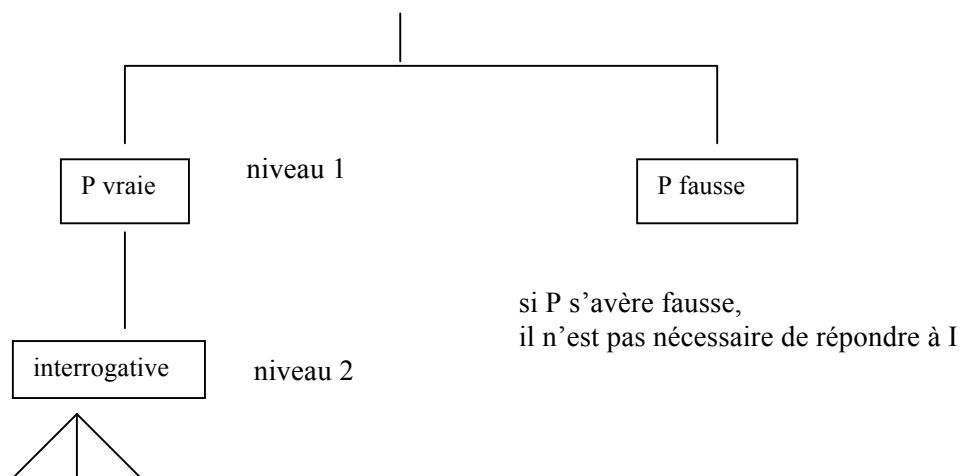 P vraie
niveau 1
P fausse
si P s’avère fausse,
il n’est pas nécessaire de répondre à I
interrogative
niveau 2